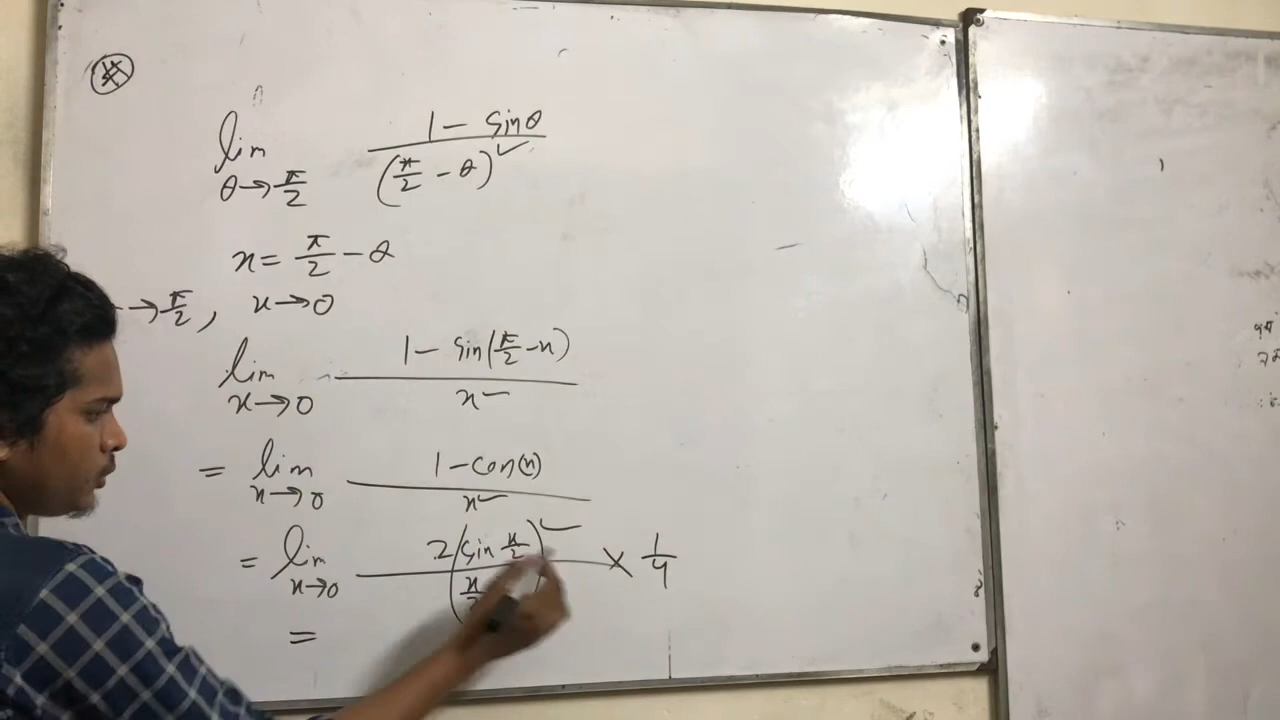 lim θ→π/2 (1 - sinθ)/(π/2 - θ)²
x = π/2 - θ
→ π/2, x → 0
lim x→0 (1 - sin(π/2 - x))/x²
= lim x→0 (1 - cos(x))/x²
= lim x→0 2(sin x/2)²/(x/2 × 1/4
=